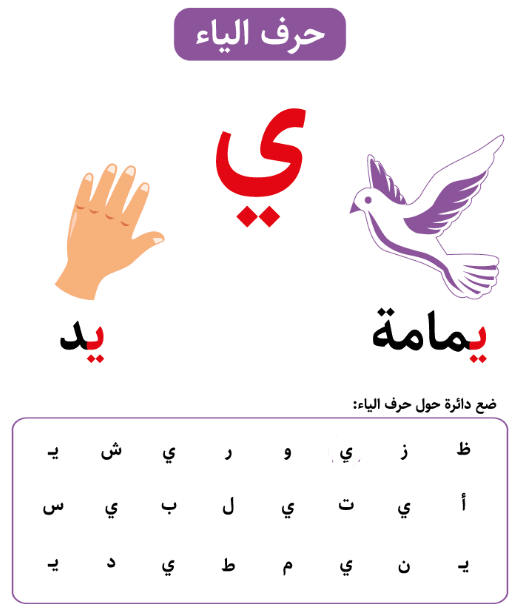 حرف الياء
ي
يمامة يد
ضع دائرة حول حرف الياء:
ظ ز ي و ر ي ش يـ
أ ي ت ي ل ب ي س
يـ ن ي م ط ي د يـ